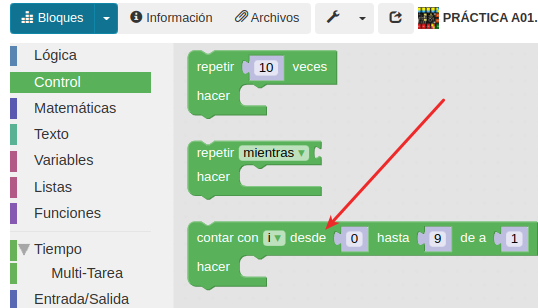 Bloques Información Archivos PRÁCTICA A01.
Lógica
Control
Matemáticas
Texto
Variables
Listas
Funciones
Tiempo
Multi-Tarea
Entrada/Salida
repetir 10 veces
hacer
repetir mientras
hacer
contar con i desde 0 hasta 9 de a 1
hacer